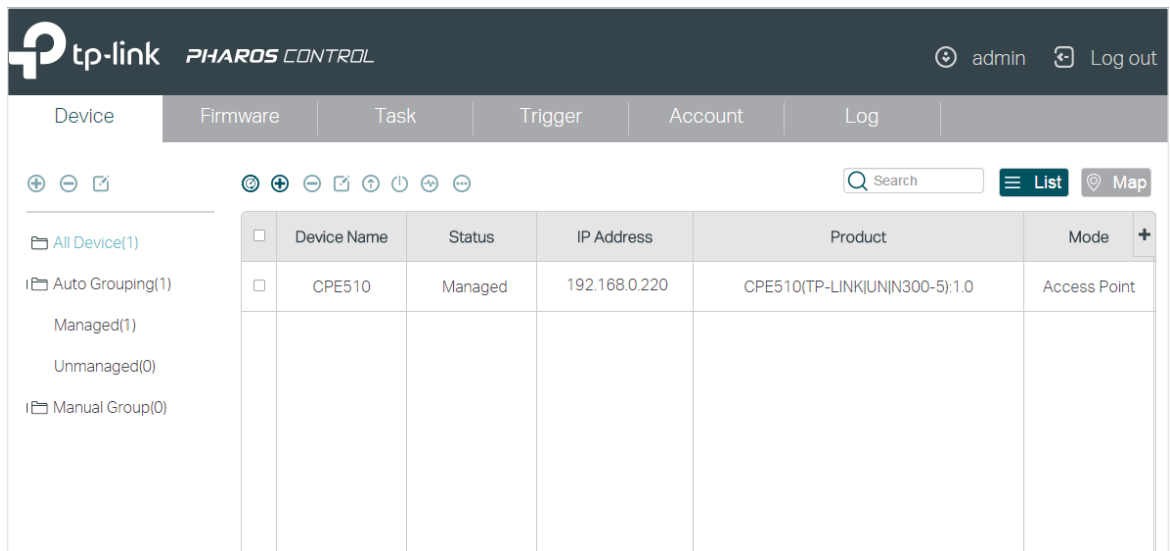 tp-link PHAROS CONTROL admin Log out
Device Firmware Task Trigger Account Log
Search List Map
All Device(1)
Auto Grouping(1)
Managed(1)
Unmanaged(0)
Manual Group(0)
Device Name Status IP Address Product Mode +
CPE510 Managed 192.168.0.220 CPE510(TP-LINK|UN|N300-5):1.0 Access Point